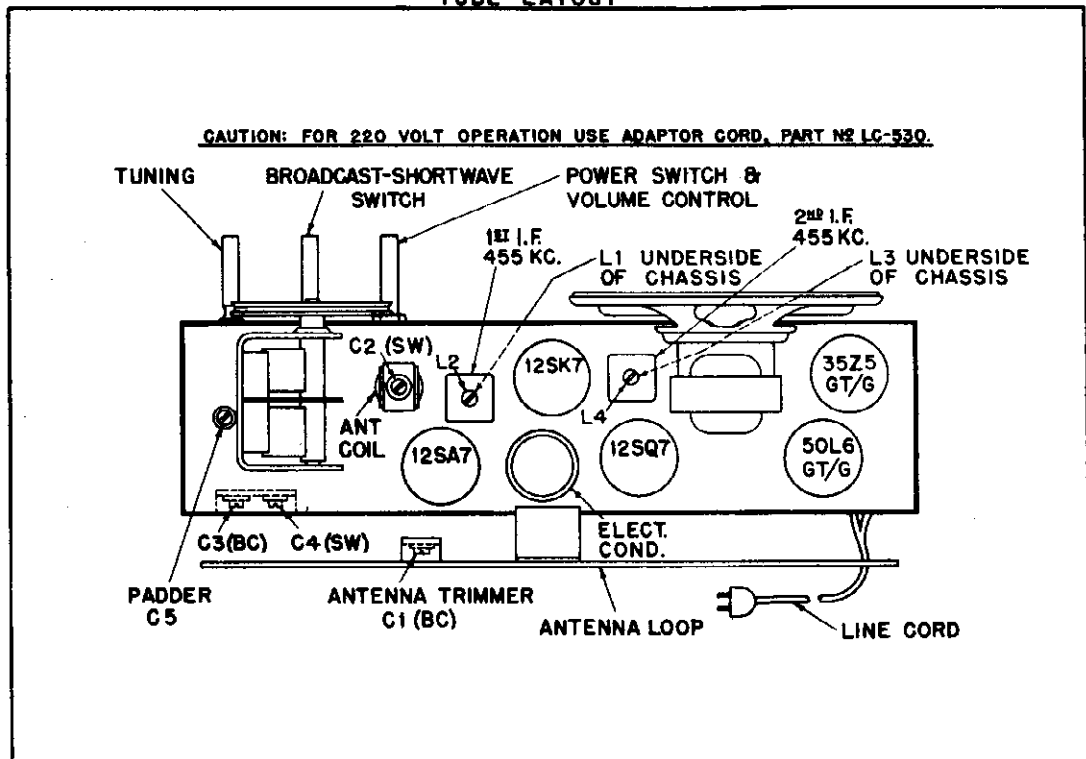 TUBE LAYOUT
CAUTION: FOR 220 VOLT OPERATION USE ADAPTOR CORD, PART Nº LC-530.
TUNING
BROADCAST-SHORTWAVE
SWITCH
POWER SWITCH &
VOLUME CONTROL
1ST I.F.
455 KC.
L1 UNDERSIDE
OF CHASSIS
2ND I.F.
455 KC.
L3 UNDERSIDE
OF CHASSIS
C2 (SW)
L2
12SK7
L4
35Z5
GT/G
ANT
COIL
12SA7
12SQ7
50L6
GT/G
C3(BC)
C4(SW)
ELECT.
COND.
PADDER
C5
ANTENNA TRIMMER
C1 (BC)
ANTENNA LOOP
LINE CORD